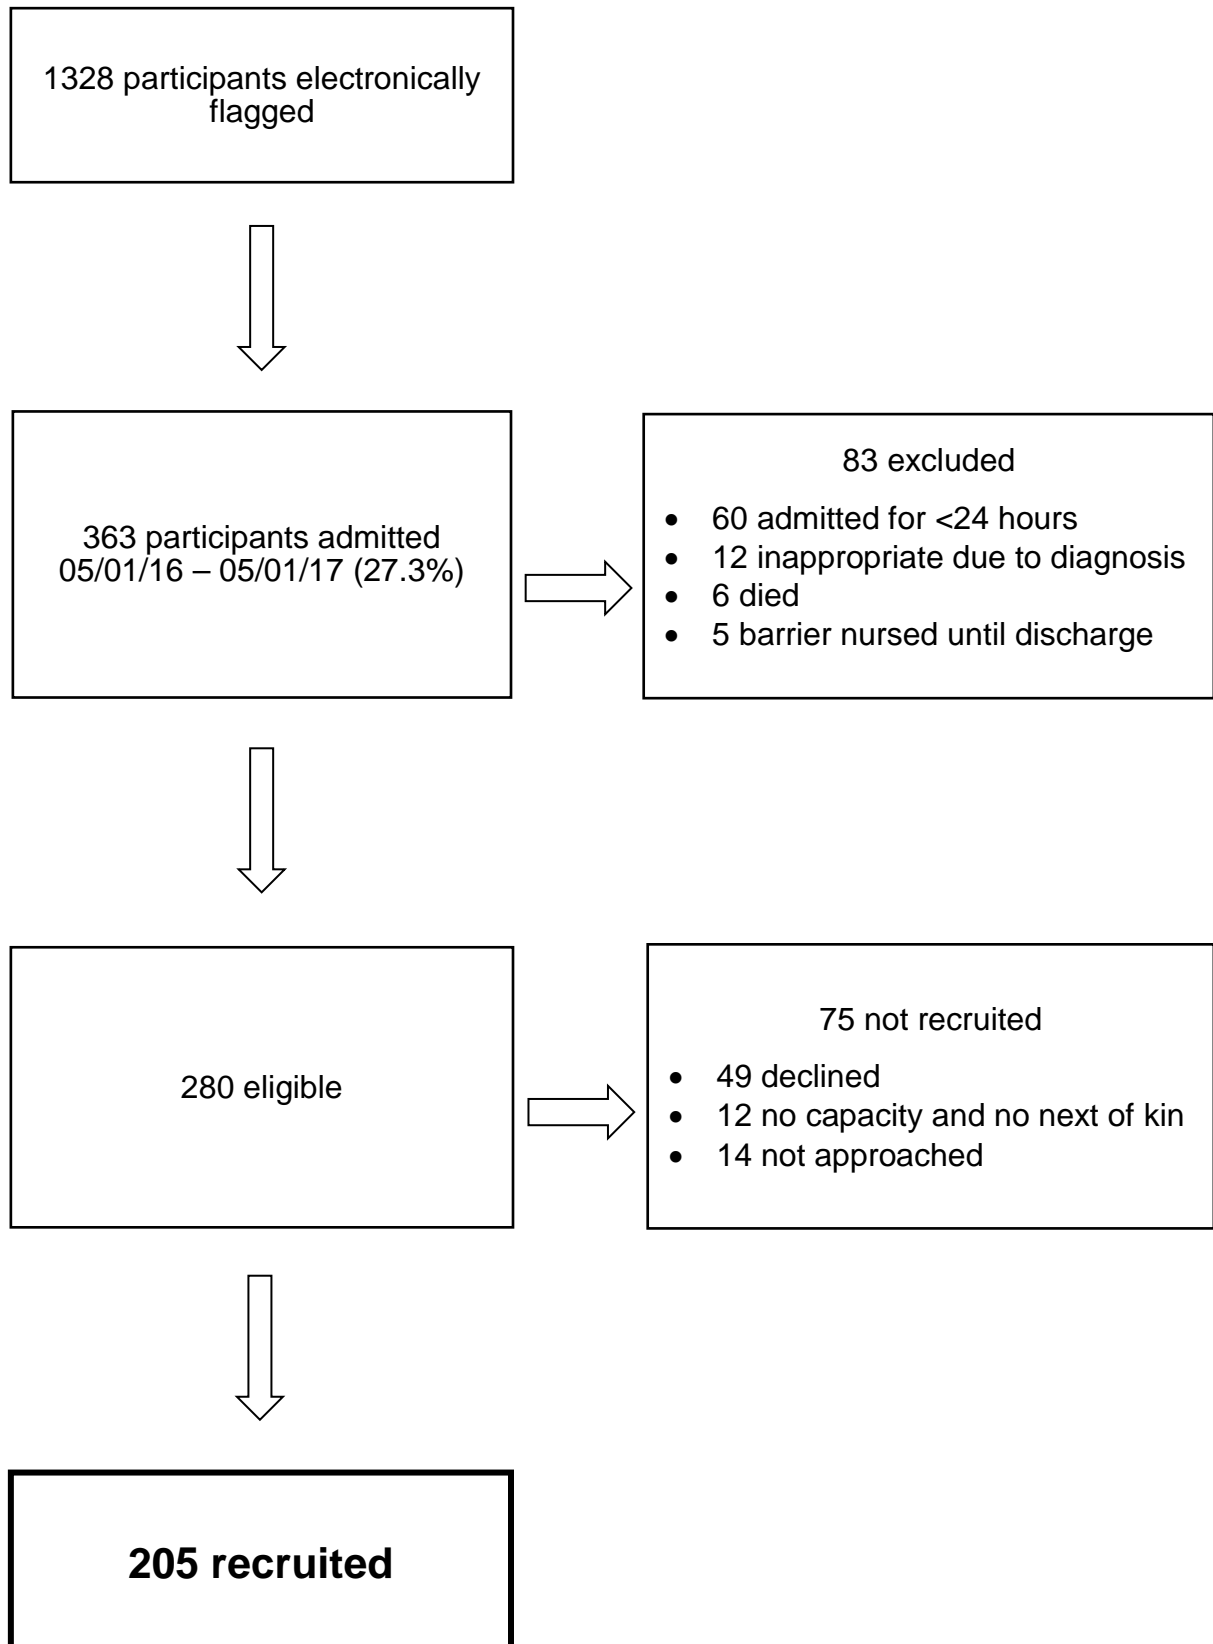 1328 participants electronically
flagged
363 participants admitted
05/01/16 – 05/01/17 (27.3%)
83 excluded
• 60 admitted for <24 hours
• 12 inappropriate due to diagnosis
• 6 died
• 5 barrier nursed until discharge
280 eligible
75 not recruited
• 49 declined
• 12 no capacity and no next of kin
• 14 not approached
205 recruited